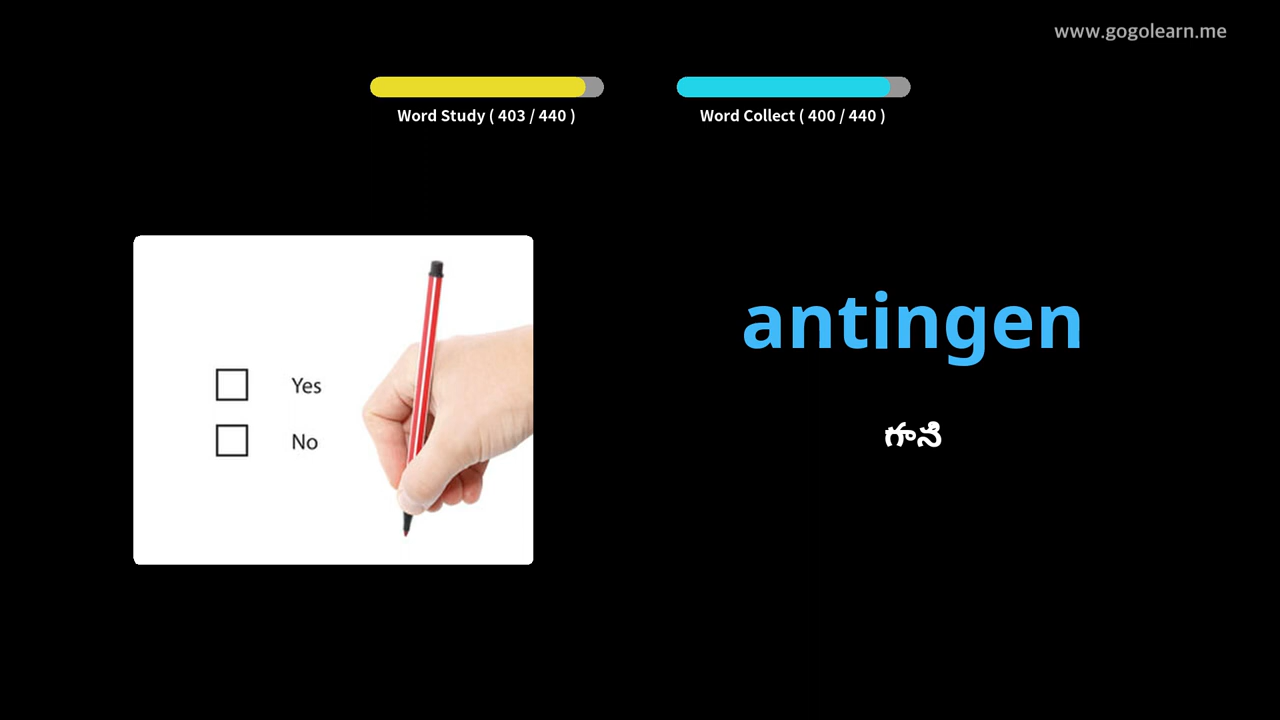 www.gogolearn.me
Word Study ( 403 / 440 )
Word Collect ( 400 / 440 )
Yes
No
antingen
గానీ